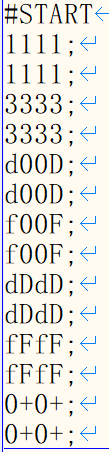 #START↵
1111;↵
1111;↵
3333;↵
3333;↵
d00D;↵
d00D;↵
f00F;↵
f00F;↵
dDdD;↵
dDdD;↵
fFfF;↵
fFfF;↵
0+0+;↵
0+0+;↵